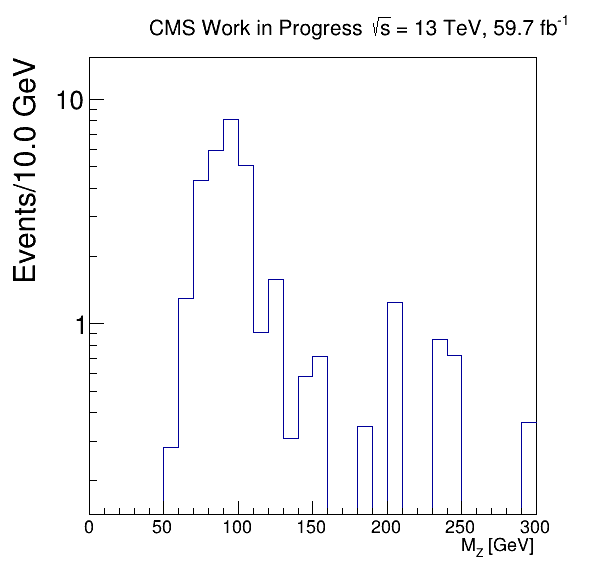 CMS Work in Progress √s = 13 TeV, 59.7 fb⁻¹
Events/10.0 GeV
10
1
0 50 100 150 200 250 300
M_Z [GeV]